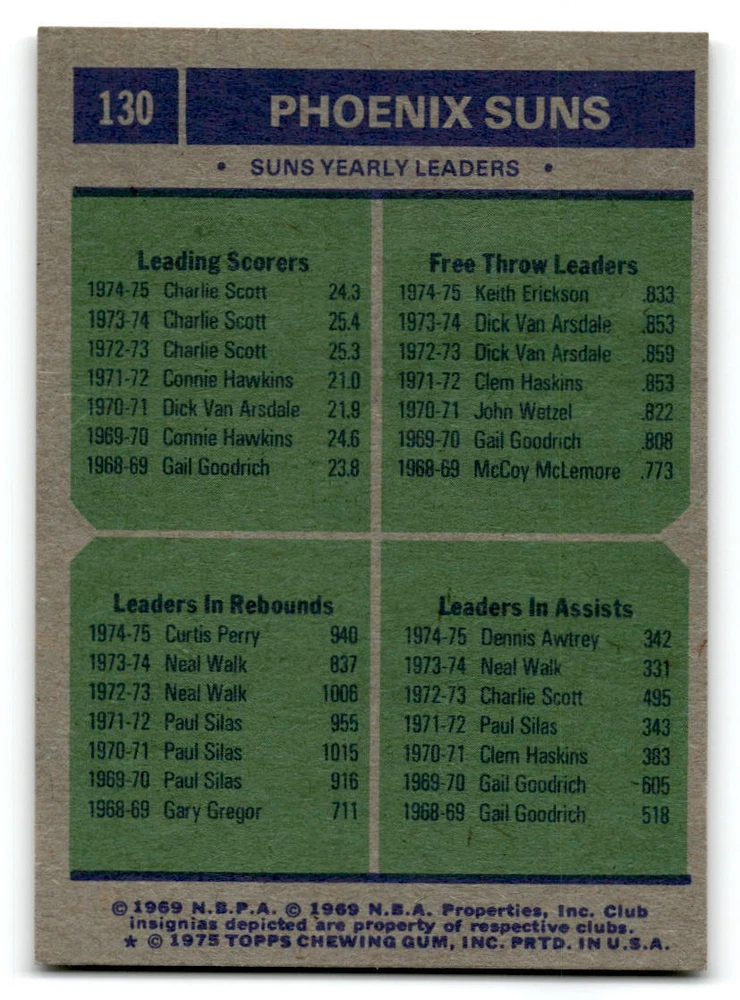 130 PHOENIX SUNS
• SUNS YEARLY LEADERS •
Leading Scorers
1974-75 Charlie Scott 24.3
1973-74 Charlie Scott 25.4
1972-73 Charlie Scott 25.3
1971-72 Connie Hawkins 21.0
1970-71 Dick Van Arsdale 21.9
1969-70 Connie Hawkins 24.6
1968-69 Gail Goodrich 23.8
Free Throw Leaders
1974-75 Keith Erickson .833
1973-74 Dick Van Arsdale .853
1972-73 Dick Van Arsdale .859
1971-72 Clem Haskins .853
1970-71 John Wetzel .822
1969-70 Gail Goodrich .808
1968-69 McCoy McLemore .773
Leaders In Rebounds
1974-75 Curtis Perry 940
1973-74 Neal Walk 837
1972-73 Neal Walk 1006
1971-72 Paul Silas 955
1970-71 Paul Silas 1015
1969-70 Paul Silas 916
1968-69 Gary Gregor 711
Leaders In Assists
1974-75 Dennis Awtrey 342
1973-74 Neal Walk 331
1972-73 Charlie Scott 495
1971-72 Paul Silas 343
1970-71 Clem Haskins 383
1969-70 Gail Goodrich 605
1968-69 Gail Goodrich 518
© 1969 N.B.P.A. © 1969 N.B.A. Properties, Inc. Club
insignias depicted are property of respective clubs.
★ © 1975 TOPPS CHEWING GUM, INC. PRTD. IN U.S.A.